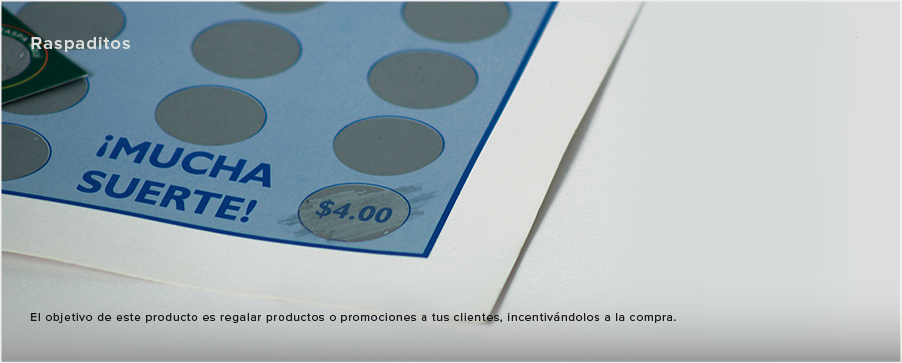 Raspaditos
¡MUCHA
SUERTE!
$4.00
El objetivo de este producto es regalar productos o promociones a tus clientes, incentivándolos a la compra.